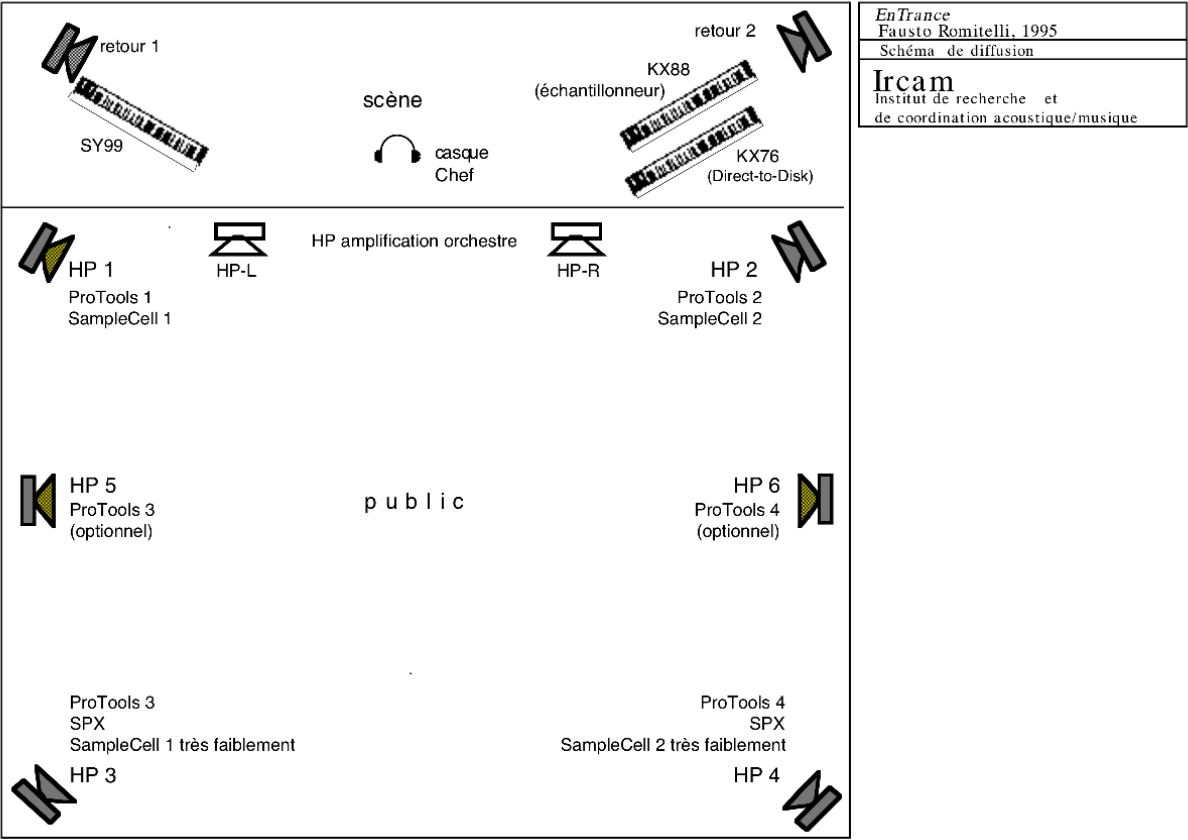 EnTrance
Fausto Romitelli, 1995
Schéma de diffusion
Ircam
Institut de recherche et
de coordination acoustique/musique
retour 1
retour 2
KX88
(échantillonneur)
scène
SY99
casque
Chef
KX76
(Direct-to-Disk)
HP amplification orchestre
HP-L
HP-R
HP 1
ProTools 1
SampleCell 1
HP 2
ProTools 2
SampleCell 2
HP 5
ProTools 3
(optionnel)
public
HP 6
ProTools 4
(optionnel)
ProTools 3
SPX
SampleCell 1 très faiblement
HP 3
ProTools 4
SPX
SampleCell 2 très faiblement
HP 4